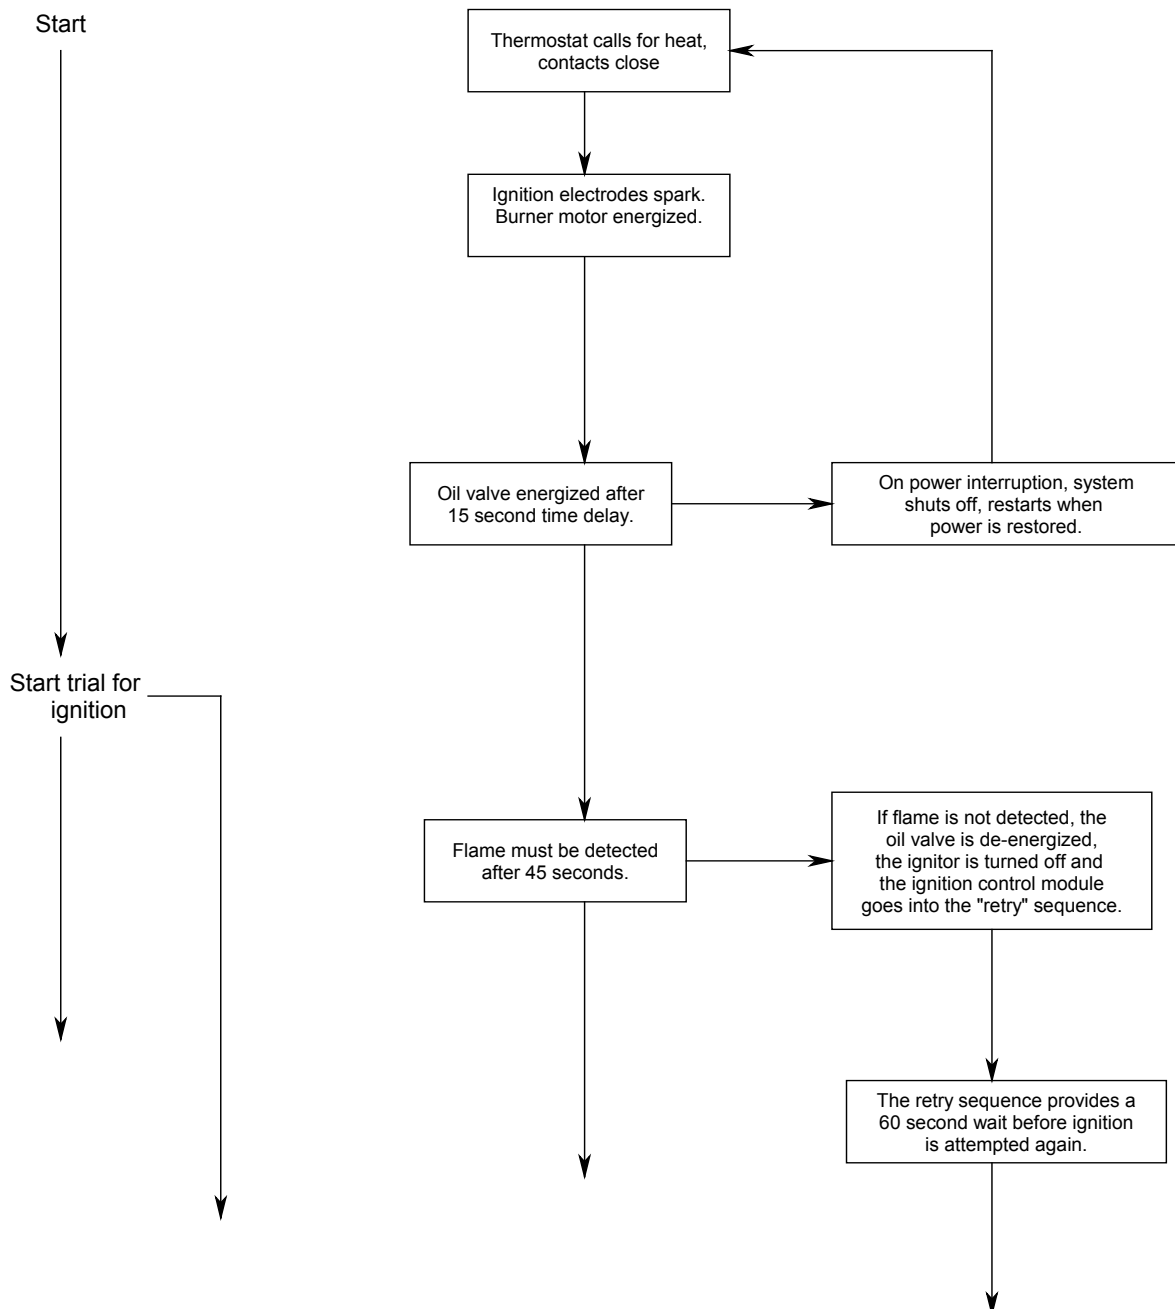 Start
Thermostat calls for heat,
contacts close
Ignition electrodes spark.
Burner motor energized.
Oil valve energized after
15 second time delay.
On power interruption, system
shuts off, restarts when
power is restored.
Start trial for
ignition
Flame must be detected
after 45 seconds.
If flame is not detected, the
oil valve is de-energized,
the ignitor is turned off and
the ignition control module
goes into the "retry" sequence.
The retry sequence provides a
60 second wait before ignition
is attempted again.